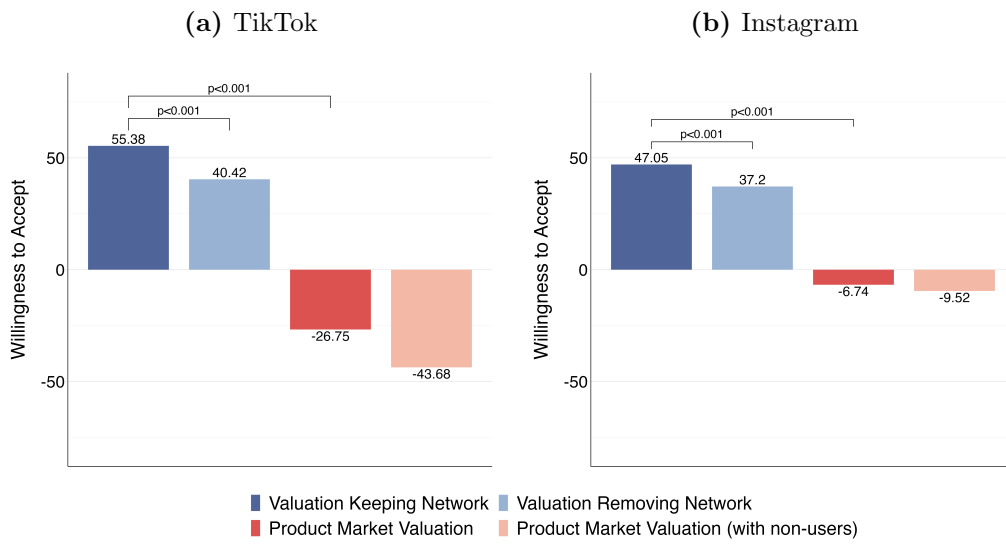 (a) TikTok
(b) Instagram
Willingness to Accept
50
0
-50
p<0.001
p<0.001
55.38
40.42
-26.75
-43.68
Willingness to Accept
50
0
-50
p<0.001
p<0.001
47.05
37.2
-6.74
-9.52
Valuation Keeping Network
Valuation Removing Network
Product Market Valuation
Product Market Valuation (with non-users)